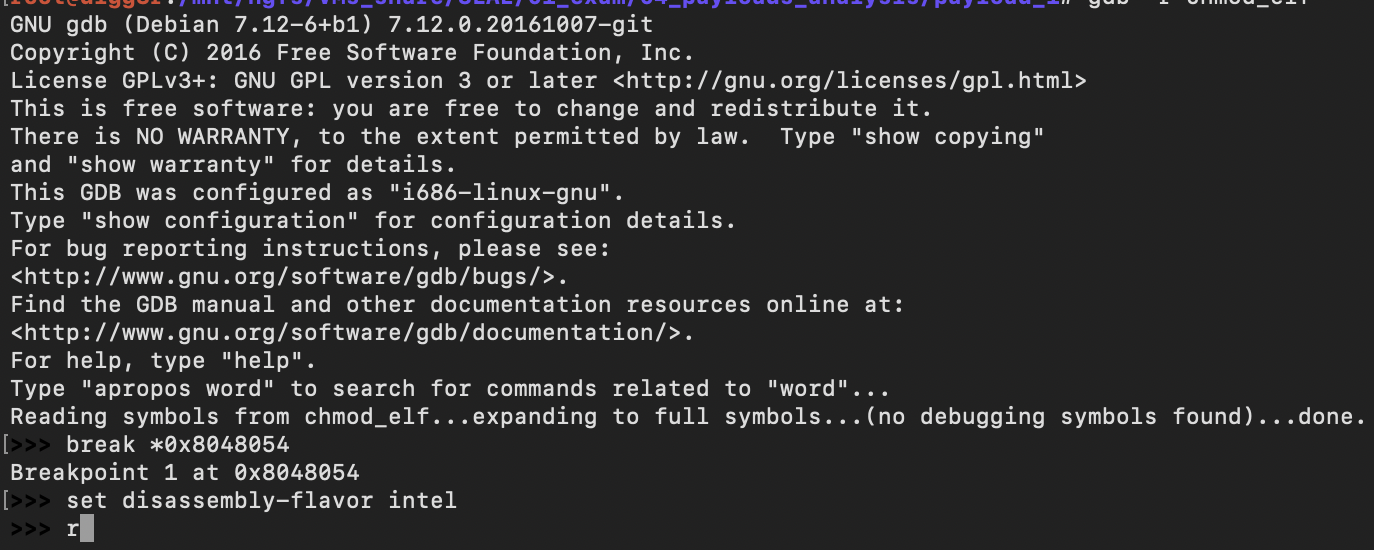 GNU gdb (Debian 7.12-6+b1) 7.12.0.20161007-git
Copyright (C) 2016 Free Software Foundation, Inc.
License GPLv3+: GNU GPL version 3 or later <http://gnu.org/licenses/gpl.html>
This is free software: you are free to change and redistribute it.
There is NO WARRANTY, to the extent permitted by law.  Type "show copying"
and "show warranty" for details.
This GDB was configured as "i686-linux-gnu".
Type "show configuration" for configuration details.
For bug reporting instructions, please see:
<http://www.gnu.org/software/gdb/bugs/>.
Find the GDB manual and other documentation resources online at:
<http://www.gnu.org/software/gdb/documentation/>.
For help, type "help".
Type "apropos word" to search for commands related to "word"...
Reading symbols from chmod_elf...expanding to full symbols...(no debugging symbols found)...done.
[>>> break *0x8048054
Breakpoint 1 at 0x8048054
[>>> set disassembly-flavor intel
>>> r